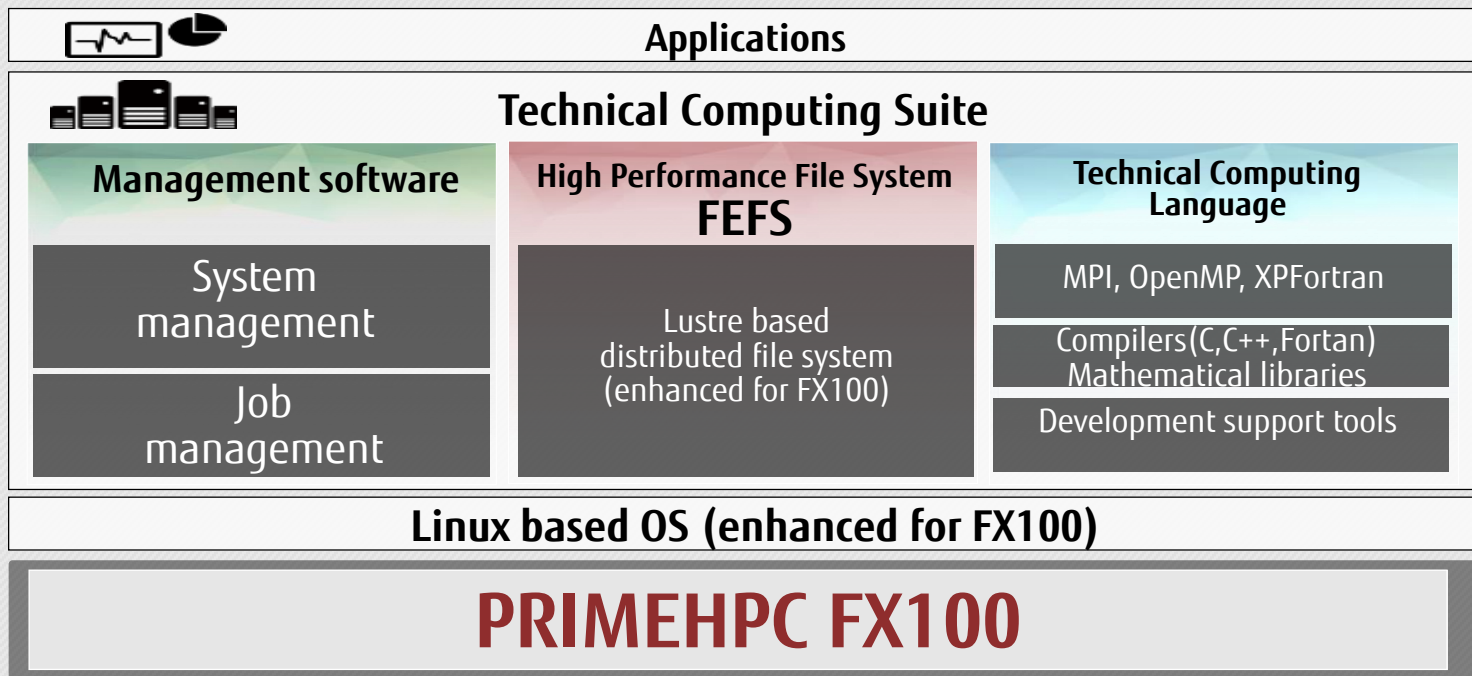 Applications
Technical Computing Suite
Management software
System
management
Job
management
High Performance File System
FEFS
Lustre based
distributed file system
(enhanced for FX100)
Technical Computing
Language
MPI, OpenMP, XPFortran
Compilers(C,C++,Fortan)
Mathematical libraries
Development support tools
Linux based OS (enhanced for FX100)
PRIMEHPC FX100